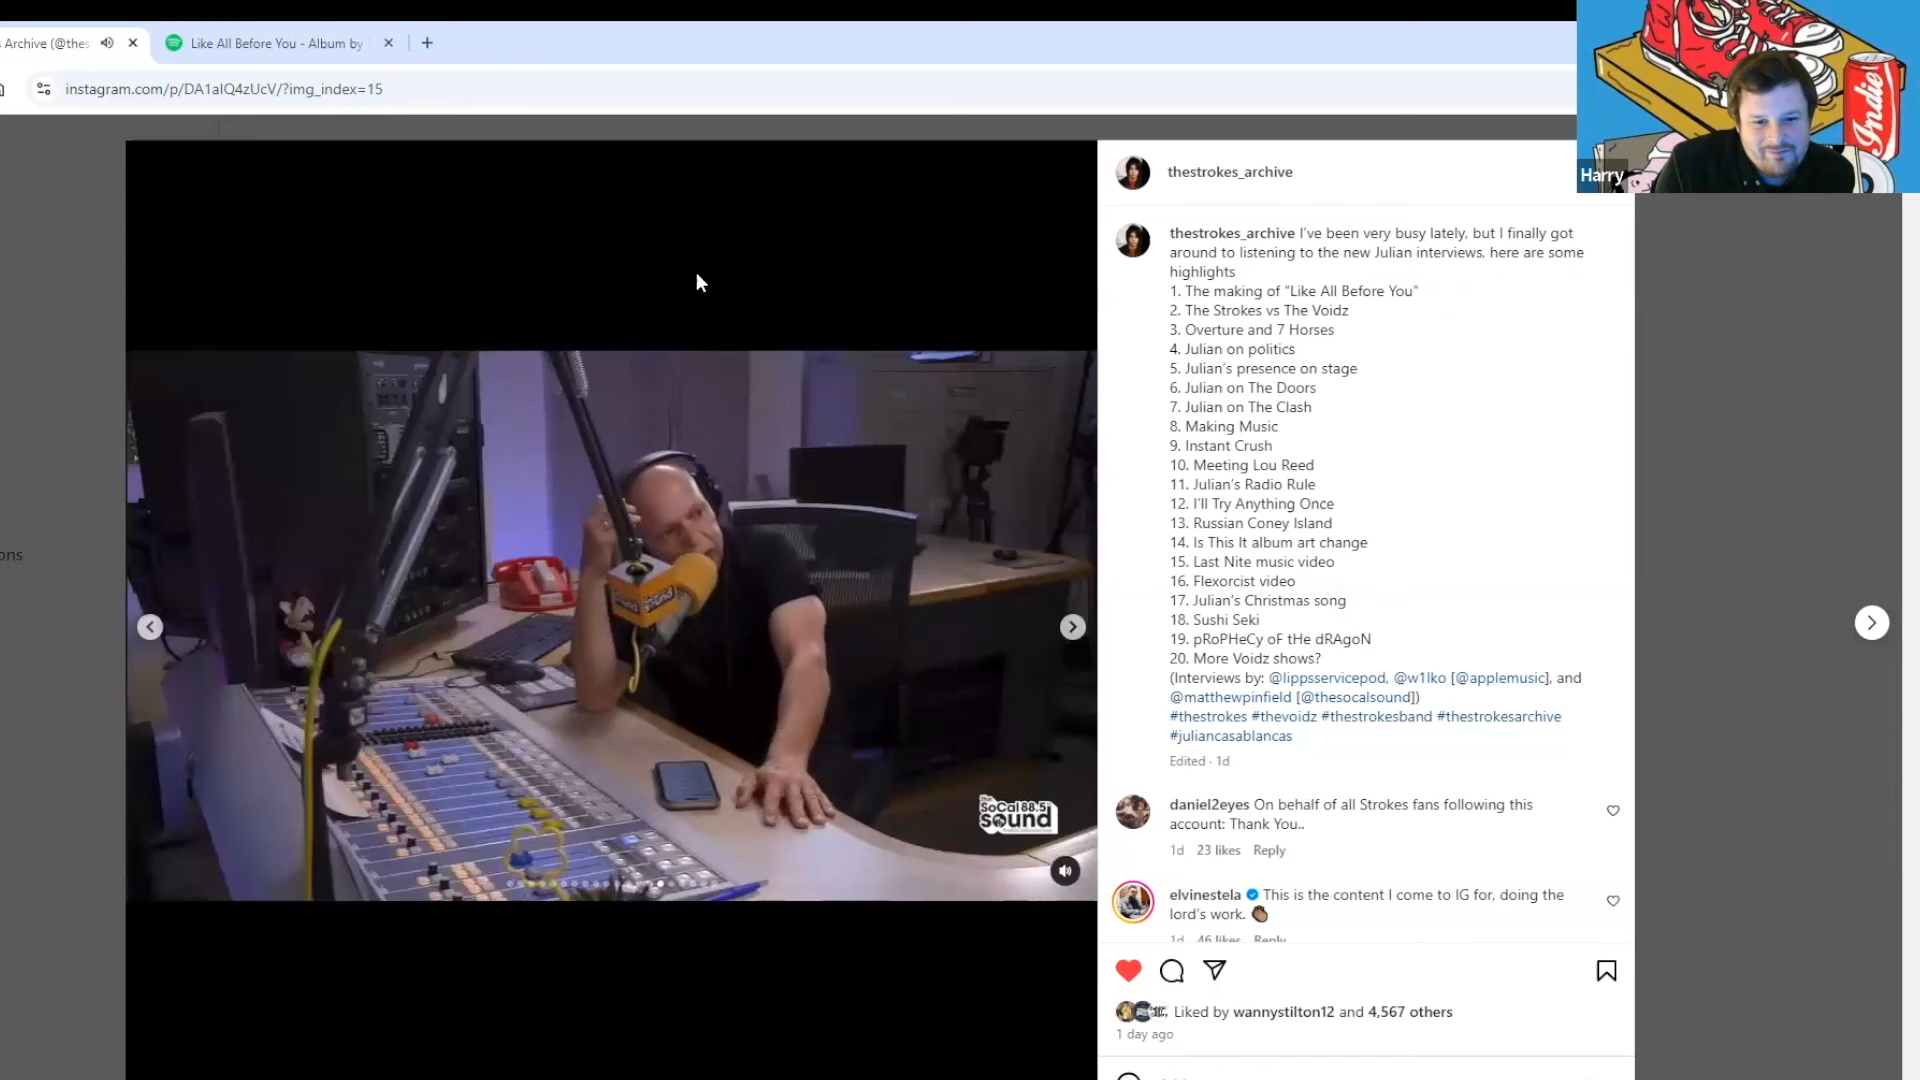 Archive (@thes
Like All Before You - Album by
instagram.com/p/DA1alQ4zUcV/?img_index=15
Indie
Harry
thestrokes_archive
thestrokes_archive I've been very busy lately, but I finally got
around to listening to the new Julian interviews, here are some
highlights
1. The making of "Like All Before You"
2. The Strokes vs The Voidz
3. Overture and 7 Horses
4. Julian on politics
5. Julian's presence on stage
6. Julian on The Doors
7. Julian on The Clash
8. Making Music
9. Instant Crush
10. Meeting Lou Reed
11. Julian's Radio Rule
12. I'll Try Anything Once
13. Russian Coney Island
14. Is This It album art change
15. Last Nite music video
16. Flexorcist video
17. Julian's Christmas song
18. Sushi Seki
19. pRoPHeCy oF tHe dRAgoN
20. More Voidz shows?
(Interviews by: @lippsservicepod, @w1lko [@applemusic], and
@matthewpinfield [@thesocalsound])
#thestrokes #thevoidz #thestrokesband #thestrokesarchive
#juliancasablancas
Edited · 1d
daniel2eyes On behalf of all Strokes fans following this
account: Thank You..
1d 23 likes Reply
elvinestela This is the content I come to IG for, doing the
lord's work.
1d 46 likes Reply
Liked by wannystilton12 and 4,567 others
1 day ago
ons
sound
the
SoCal 88.5
sound